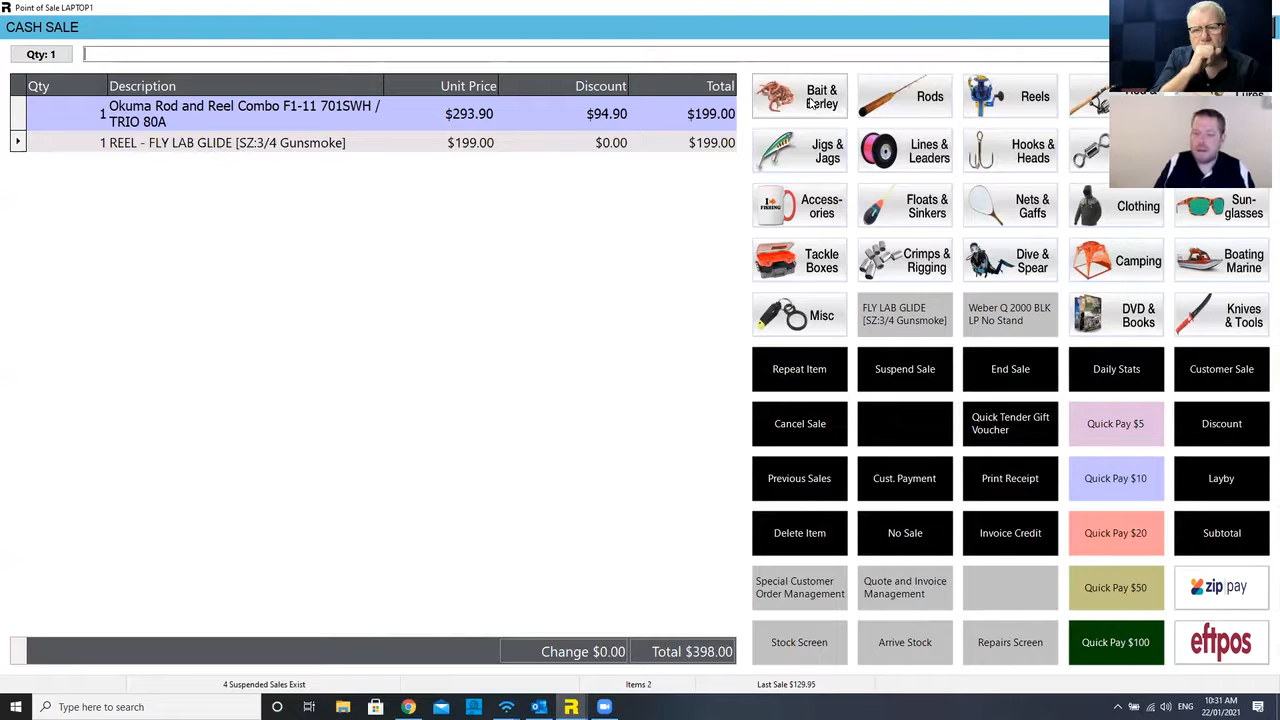 Point of Sale LAPTOP1
CASH SALE
Qty: 1
Qty Description Unit Price Discount Total
1 Okuma Rod and Reel Combo F1-11 701SWH /
TRIO 80A
$293.90 $94.90 $199.00
1 REEL - FLY LAB GLIDE [SZ:3/4 Gunsmoke] $199.00 $0.00 $199.00
Change $0.00 Total $398.00
Bait &
Rods
Reels
Jigs &
Jags
Lines &
Leaders
Hooks &
Heads
I
FISHING
Access-
ories
Floats &
Sinkers
Nets &
Gaffs
Clothing
Sun-
glasses
Tackle
Boxes
Crimps &
Rigging
Dive &
Spear
Camping
Boating
Marine
Misc
FLY LAB GLIDE
[SZ:3/4 Gunsmoke]
Weber Q 2000 BLK
LP No Stand
DVD &
Books
Knives
& Tools
Repeat Item
Suspend Sale
End Sale
Daily Stats
Customer Sale
Cancel Sale
Quick Tender Gift
Voucher
Quick Pay $5
Discount
Previous Sales
Cust. Payment
Print Receipt
Quick Pay $10
Layby
Delete Item
No Sale
Invoice Credit
Quick Pay $20
Subtotal
Special Customer
Order Management
Quote and Invoice
Management
Quick Pay $50
zip pay
Stock Screen
Arrive Stock
Repairs Screen
Quick Pay $100
eftpos
4 Suspended Sales Exist
Items 2
Last Sale $129.95
Type here to search
ENG
10:31 AM
22/01/2021